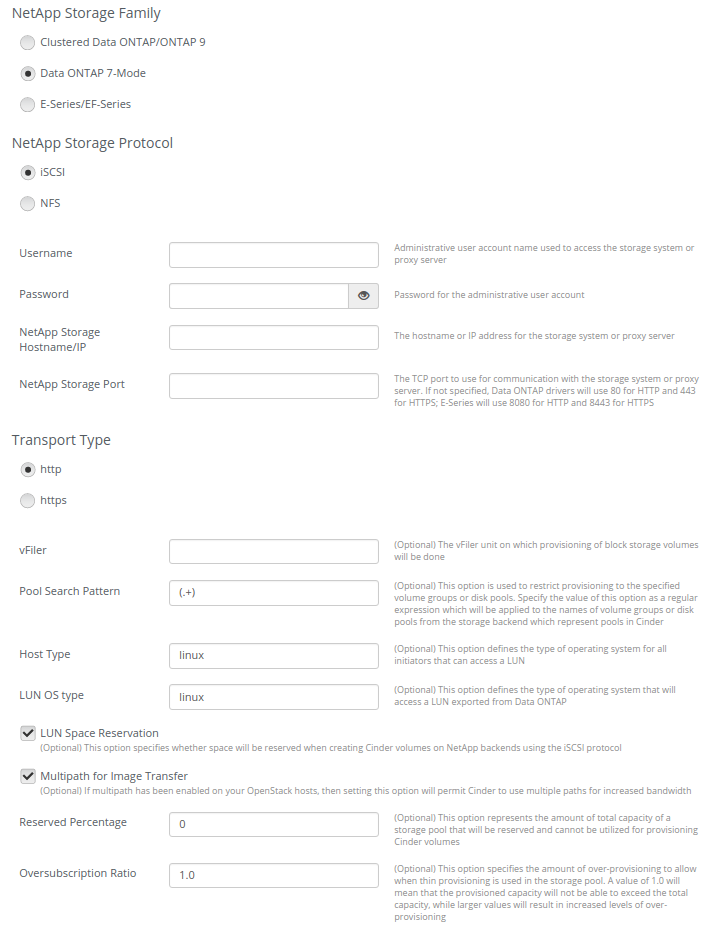 NetApp Storage Family
Clustered Data ONTAP/ONTAP 9
Data ONTAP 7-Mode
E-Series/EF-Series
NetApp Storage Protocol
iSCSI
NFS
Username
Administrative user account name used to access the storage system or
proxy server
Password
Password for the administrative user account
NetApp Storage
Hostname/IP
The hostname or IP address for the storage system or proxy server
NetApp Storage Port
The TCP port to use for communication with the storage system or proxy
server. If not specified, Data ONTAP drivers will use 80 for HTTP and 443
for HTTPS; E-Series will use 8080 for HTTP and 8443 for HTTPS
Transport Type
http
https
vFiler
(Optional) The vFiler unit on which provisioning of block storage volumes
will be done
Pool Search Pattern
(.+)
(Optional) This option is used to restrict provisioning to the specified
volume groups or disk pools. Specify the value of this option as a regular
expression which will be applied to the names of volume groups or disk
pools from the storage backend which represent pools in Cinder
Host Type
linux
(Optional) This option defines the type of operating system for all
initiators that can access a LUN
LUN OS type
linux
(Optional) This option defines the type of operating system that will
access a LUN exported from Data ONTAP
LUN Space Reservation
(Optional) This option specifies whether space will be reserved when creating Cinder volumes on NetApp backends using the iSCSI protocol
Multipath for Image Transfer
(Optional) If multipath has been enabled on your OpenStack hosts, then setting this option will permit Cinder to use multiple paths for increased bandwidth
Reserved Percentage
0
(Optional) This option represents the amount of total capacity of a
storage pool that will be reserved and cannot be utilized for provisioning
Cinder volumes
Oversubscription Ratio
1.0
(Optional) This option specifies the amount of over-provisioning to allow
when thin provisioning is used in the storage pool. A value of 1.0 will
mean that the provisioned capacity will not be able to exceed the total
capacity, while larger values will result in increased levels of over-
provisioning